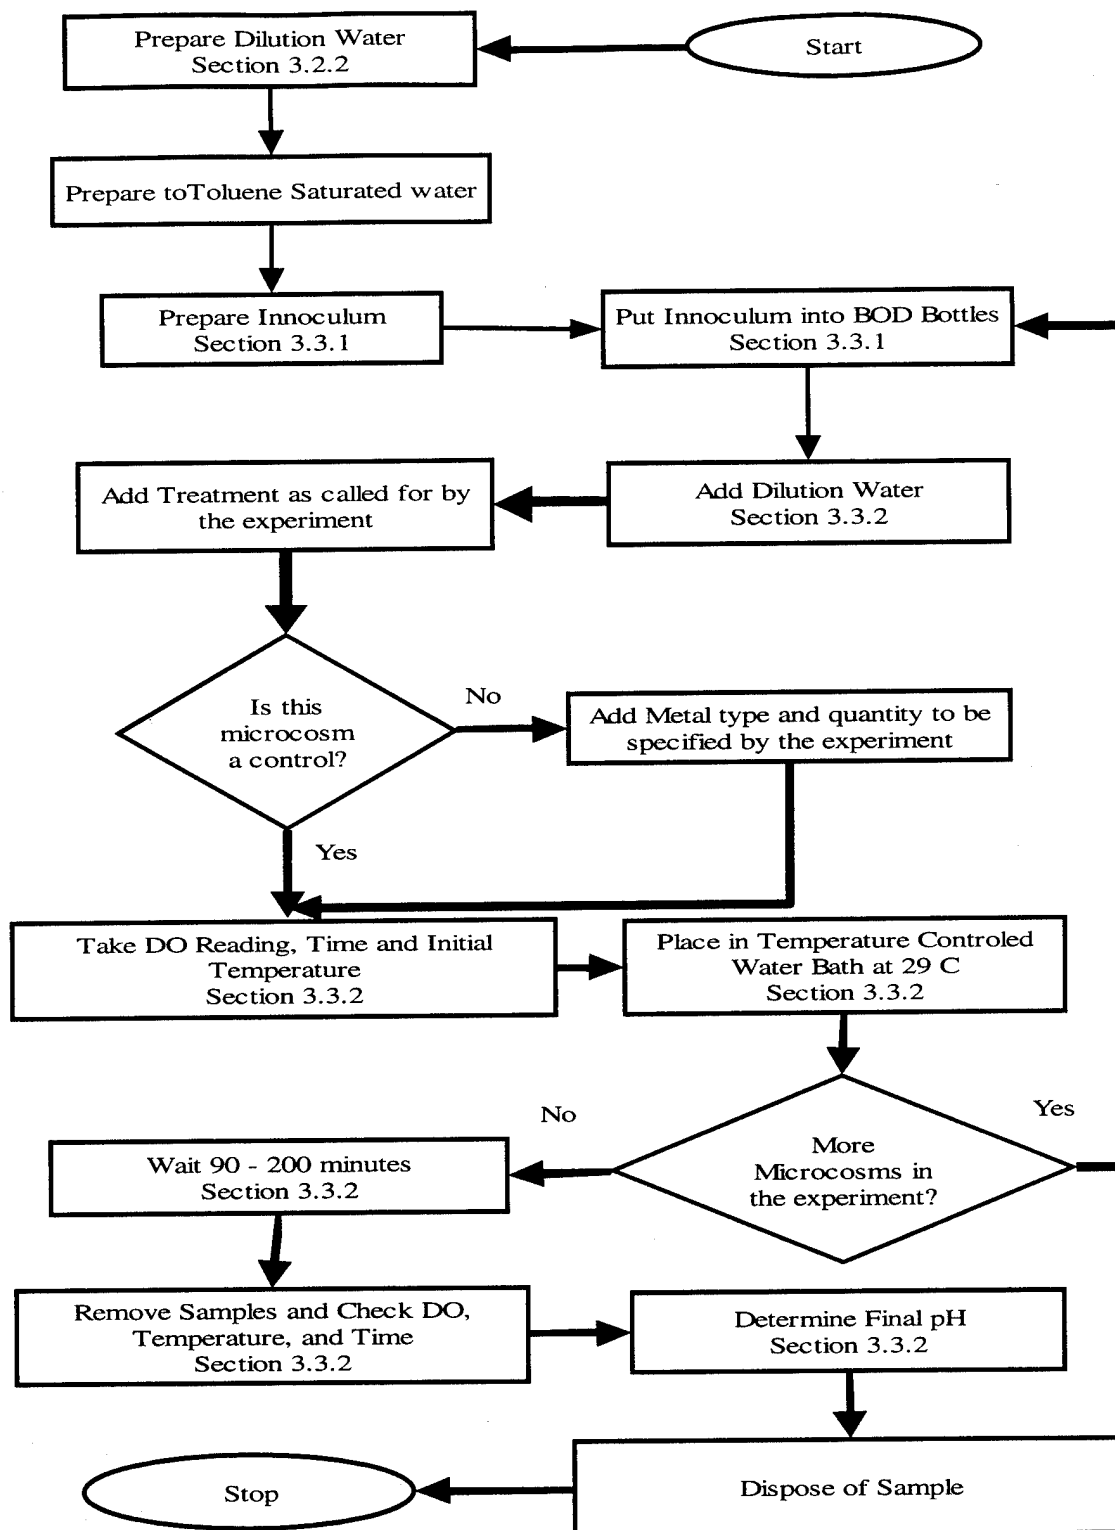 Start
Prepare Dilution Water
Section 3.2.2
Prepare toToluene Saturated water
Prepare Innoculum
Section 3.3.1
Put Innoculum into BOD Bottles
Section 3.3.1
Add Dilution Water
Section 3.3.2
Add Treatment as called for by
the experiment
Is this
microcosm
a control?
No
Add Metal type and quantity to be
specified by the experiment
Yes
Take DO Reading, Time and Initial
Temperature
Section 3.3.2
Place in Temperature Controled
Water Bath at 29 C
Section 3.3.2
More
Microcosms in
the experiment?
Yes
No
Wait 90 - 200 minutes
Section 3.3.2
Remove Samples and Check DO,
Temperature, and Time
Section 3.3.2
Determine Final pH
Section 3.3.2
Dispose of Sample
Stop